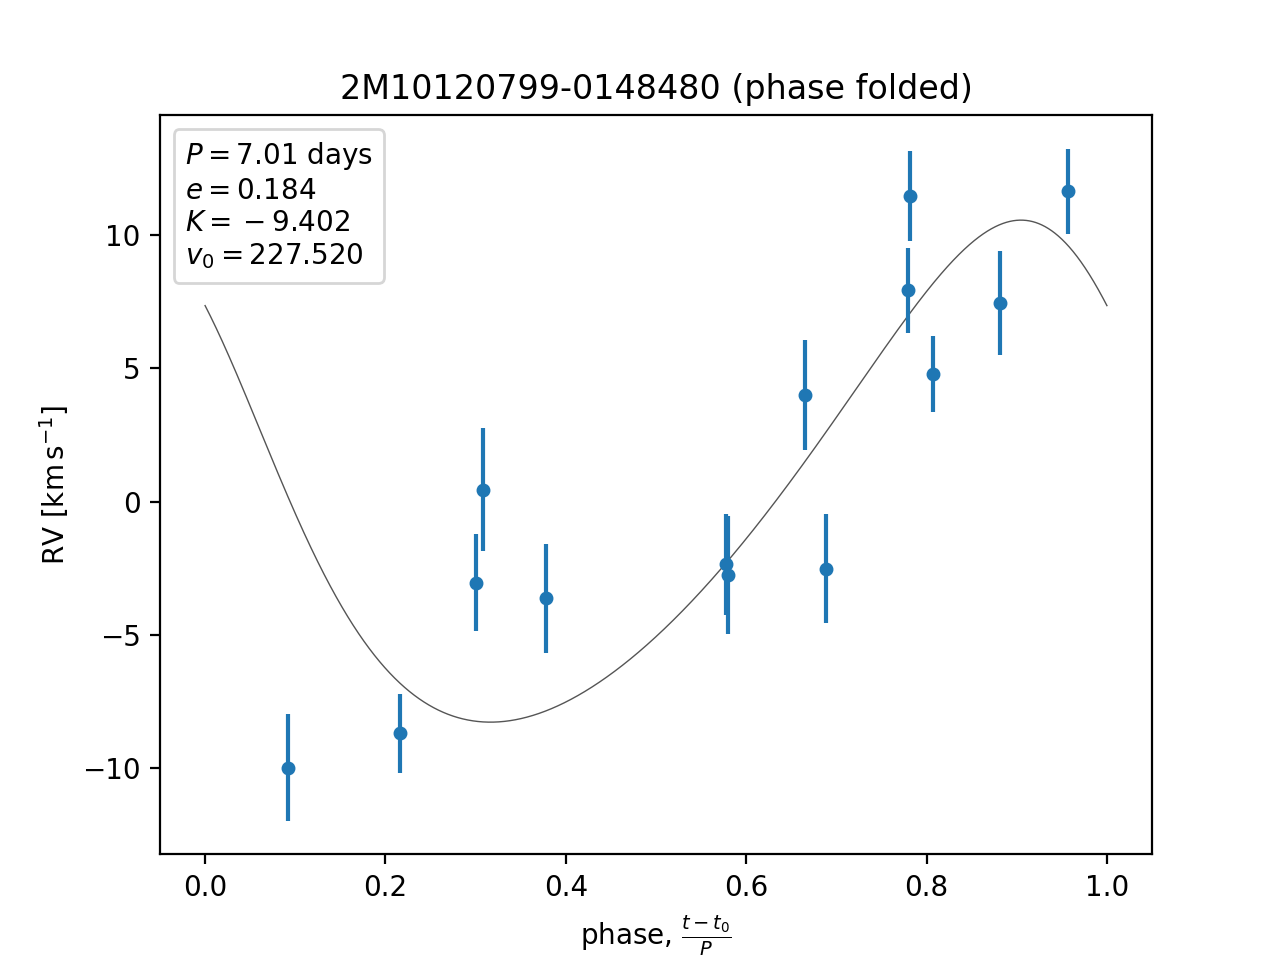 2M10120799-0148480 (phase folded)
P = 7.01 days
e = 0.184
K = −9.402
v₀ = 227.520
10
5
0
−5
−10
RV [km s⁻¹]
0.0 0.2 0.4 0.6 0.8 1.0
phase, (t − t₀)/P